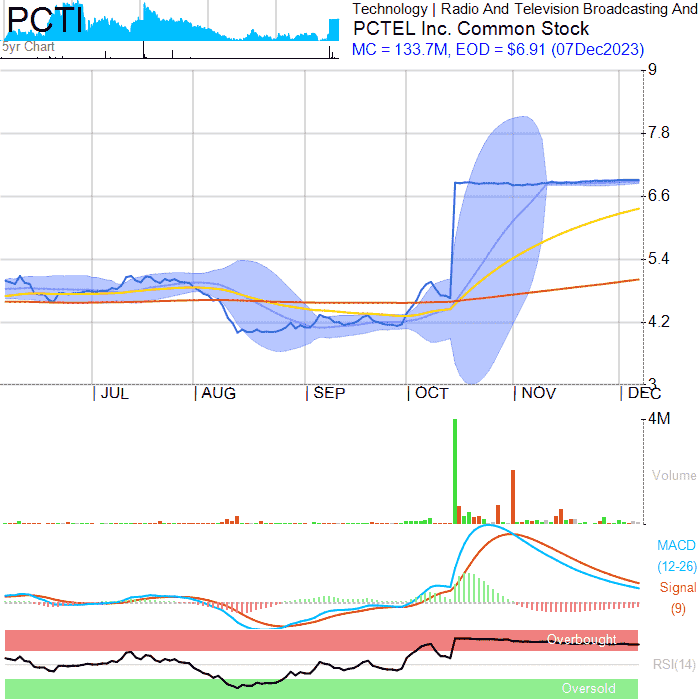 PCTI
5yr Chart
Technology | Radio And Television Broadcasting And
PCTEL Inc. Common Stock
MC = 133.7M, EOD = $6.91 (07Dec2023)
9
7.8
6.6
5.4
4.2
3
JUL AUG SEP OCT NOV DEC
4M
Volume
MACD
(12-26)
Signal
(9)
Overbought
RSI(14)
Oversold